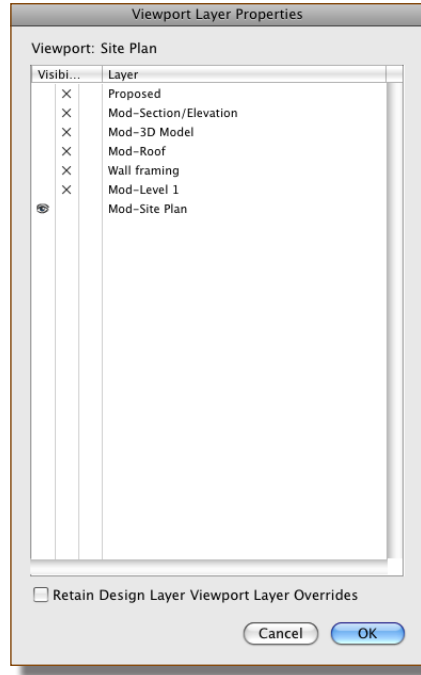 Viewport Layer Properties
Viewport: Site Plan
Visibi... Layer
Proposed
Mod-Section/Elevation
Mod-3D Model
Mod-Roof
Wall framing
Mod-Level 1
Mod-Site Plan
Retain Design Layer Viewport Layer Overrides
Cancel OK